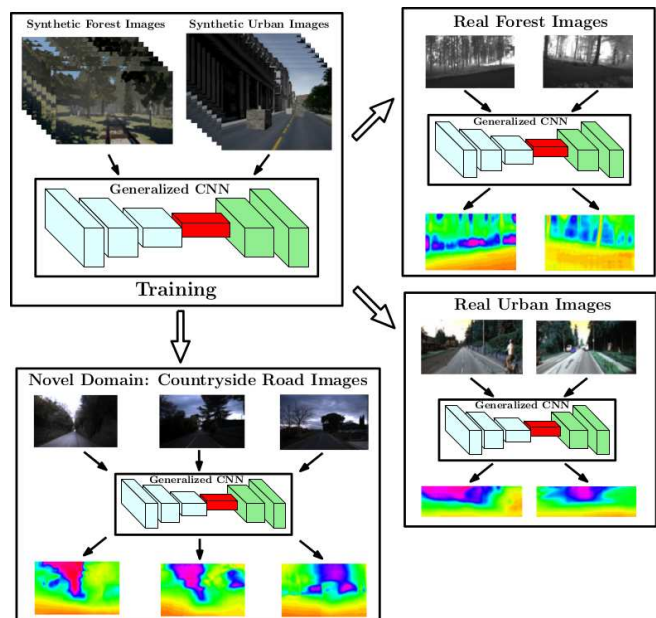 Synthetic Forest Images
Synthetic Urban Images
Generalized CNN
Training
Real Forest Images
Generalized CNN
Real Urban Images
Generalized CNN
Novel Domain: Countryside Road Images
Generalized CNN